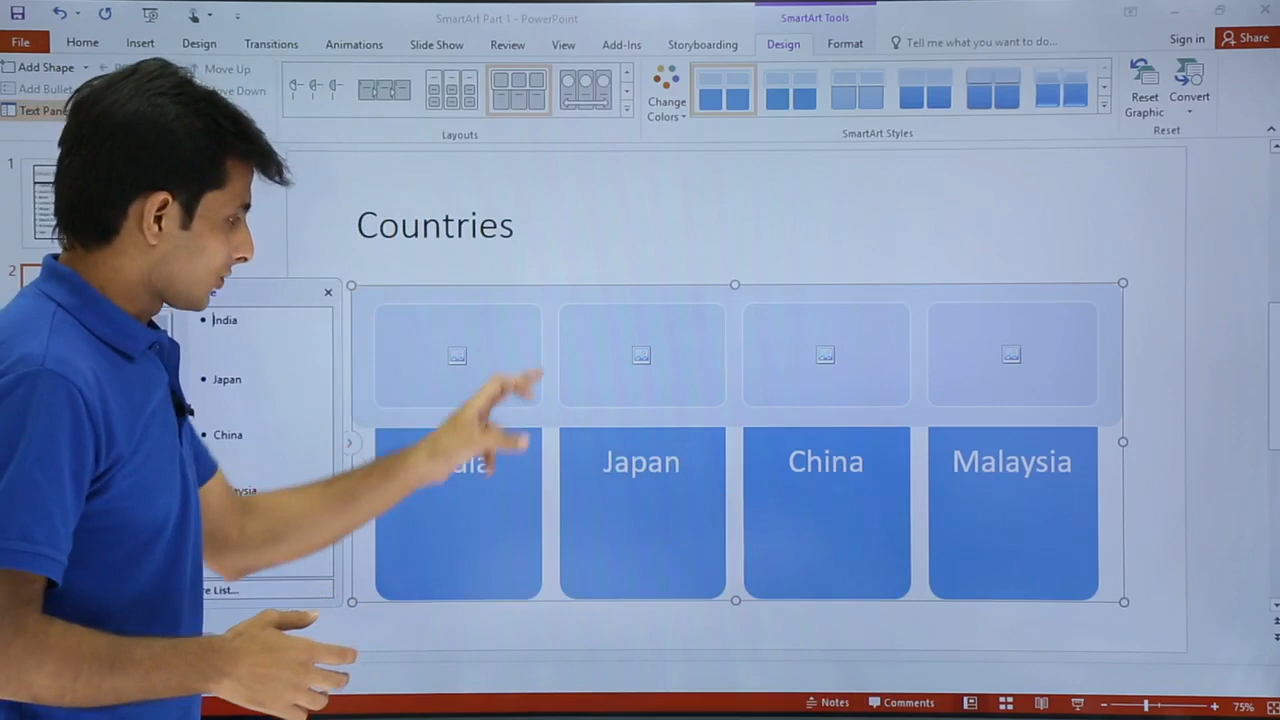 SmartArt Part 1 - PowerPoint
SmartArt Tools
File
Home
Insert
Design
Transitions
Animations
Slide Show
Review
View
Add-Ins
Storyboarding
Design
Format
Tell me what you want to do...
Sign in
Share
Add Shape
Add Bullet
Text Pane
Move Up
Move Down
Layouts
Change
Colors
SmartArt Styles
Reset
Graphic
Convert
Reset
1
2
Countries
India
Japan
China
Japan
China
Malaysia
Notes
Comments
75%